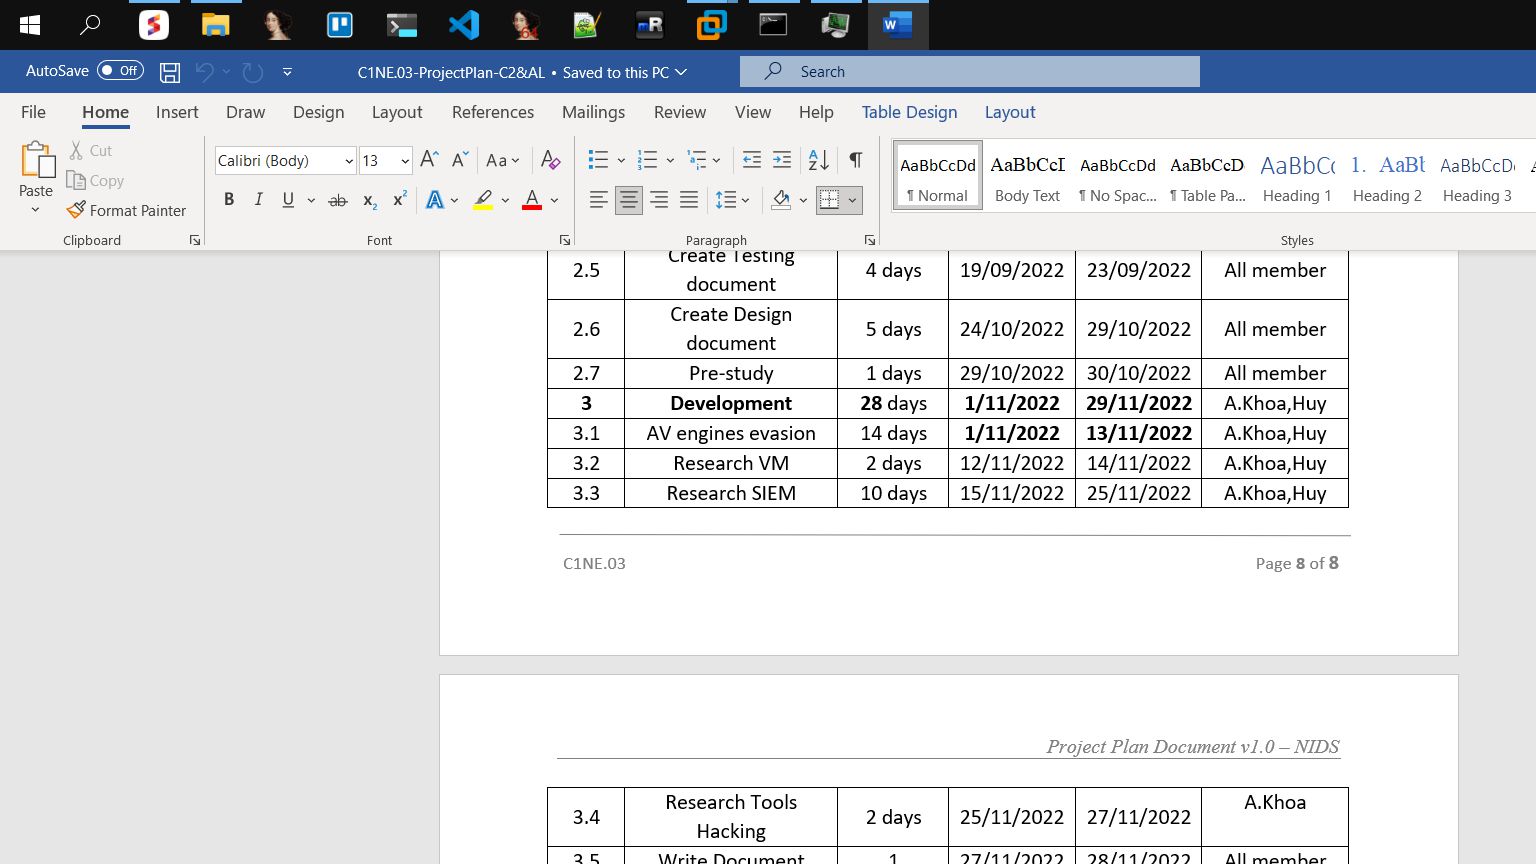 AutoSave Off C1NE.03-ProjectPlan-C2&AL • Saved to this PC Search
File Home Insert Draw Design Layout References Mailings Review View Help Table Design Layout
Paste Cut
Copy
Format Painter
Clipboard
Calibri (Body) 13 A A Aa A
B I U ab x₂ x² A A
Font
Paragraph
AaBbCcDd AaBbCcI AaBbCcDd AaBbCcD AaBbCc 1. AaBb AaBbCcDc
¶ Normal Body Text ¶ No Spac... ¶ Table Pa... Heading 1 Heading 2 Heading 3
Styles
2.5 Create Testing document 4 days 19/09/2022 23/09/2022 All member
2.6 Create Design document 5 days 24/10/2022 29/10/2022 All member
2.7 Pre-study 1 days 29/10/2022 30/10/2022 All member
3 Development 28 days 1/11/2022 29/11/2022 A.Khoa,Huy
3.1 AV engines evasion 14 days 1/11/2022 13/11/2022 A.Khoa,Huy
3.2 Research VM 2 days 12/11/2022 14/11/2022 A.Khoa,Huy
3.3 Research SIEM 10 days 15/11/2022 25/11/2022 A.Khoa,Huy
C1NE.03 Page 8 of 8
Project Plan Document v1.0 – NIDS
3.4 Research Tools Hacking 2 days 25/11/2022 27/11/2022 A.Khoa
3.5 Write Document 1 27/11/2022 28/11/2022 All member